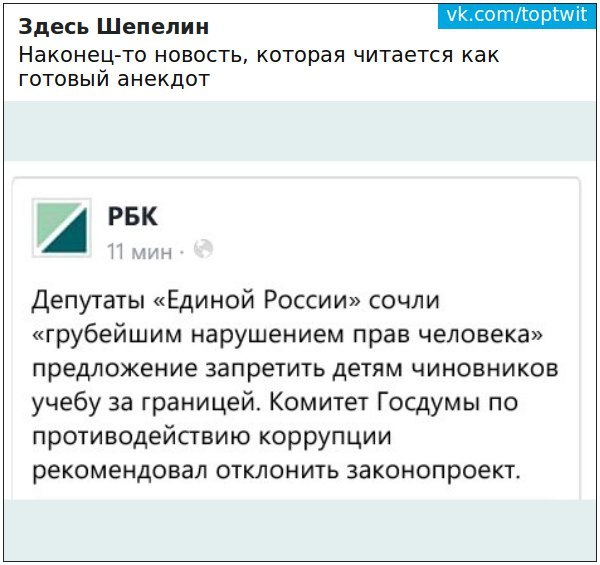 vk.com/toptwit
Здесь Шепелин
Наконец-то новость, которая читается как
готовый анекдот
РБК
11 мин ·
Депутаты «Единой России» сочли
«грубейшим нарушением прав человека»
предложение запретить детям чиновников
учебу за границей. Комитет Госдумы по
противодействию коррупции
рекомендовал отклонить законопроект.